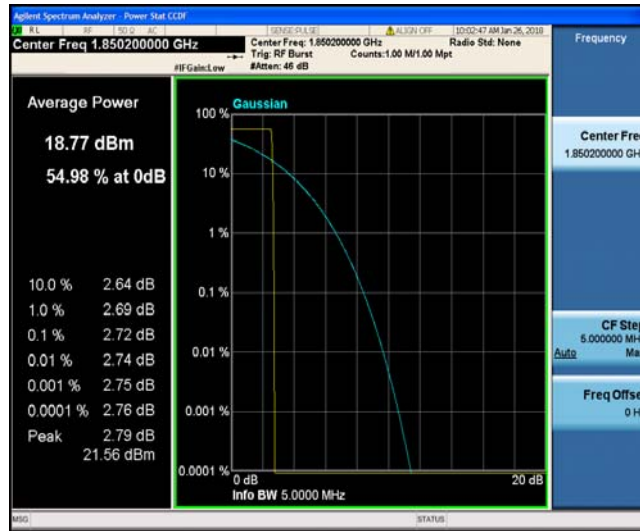 Agilent Spectrum Analyzer - Power Stat CCDF
RL RF 50 Ω AC SENSE:PULSE ALIGN OFF 10:02:47 AM Jan 26, 2018
Center Freq 1.850200000 GHz
Center Freq: 1.850200000 GHz Radio Std: None
Trig: RF Burst Counts:1.00 M/1.00 Mpt
#IFGain:Low #Atten: 46 dB
Frequency
Average Power
18.77 dBm
54.98 % at 0dB
10.0 % 2.64 dB
1.0 % 2.69 dB
0.1 % 2.72 dB
0.01 % 2.74 dB
0.001 % 2.75 dB
0.0001 % 2.76 dB
Peak 2.79 dB
21.56 dBm
Gaussian
100 %
10 %
1 %
0.1 %
0.01 %
0.001 %
0.0001 %
0 dB 20 dB
Info BW 5.0000 MHz
Center Fre
1.850200000 GH
CF Step
5.000000 MH
Auto Ma
Freq Offse
0 H
MSG STATUS